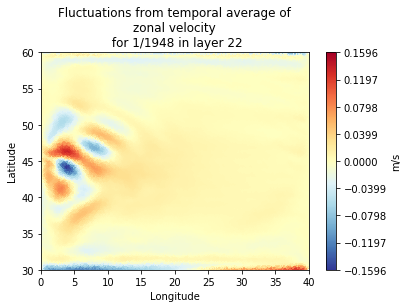 Fluctuations from temporal average of
zonal velocity
for 1/1948 in layer 22
60
55
50
45
40
35
30
Latitude
0 5 10 15 20 25 30 35 40
Longitude
0.1596
0.1197
0.0798
0.0399
0.0000
−0.0399
−0.0798
−0.1197
−0.1596
m/s